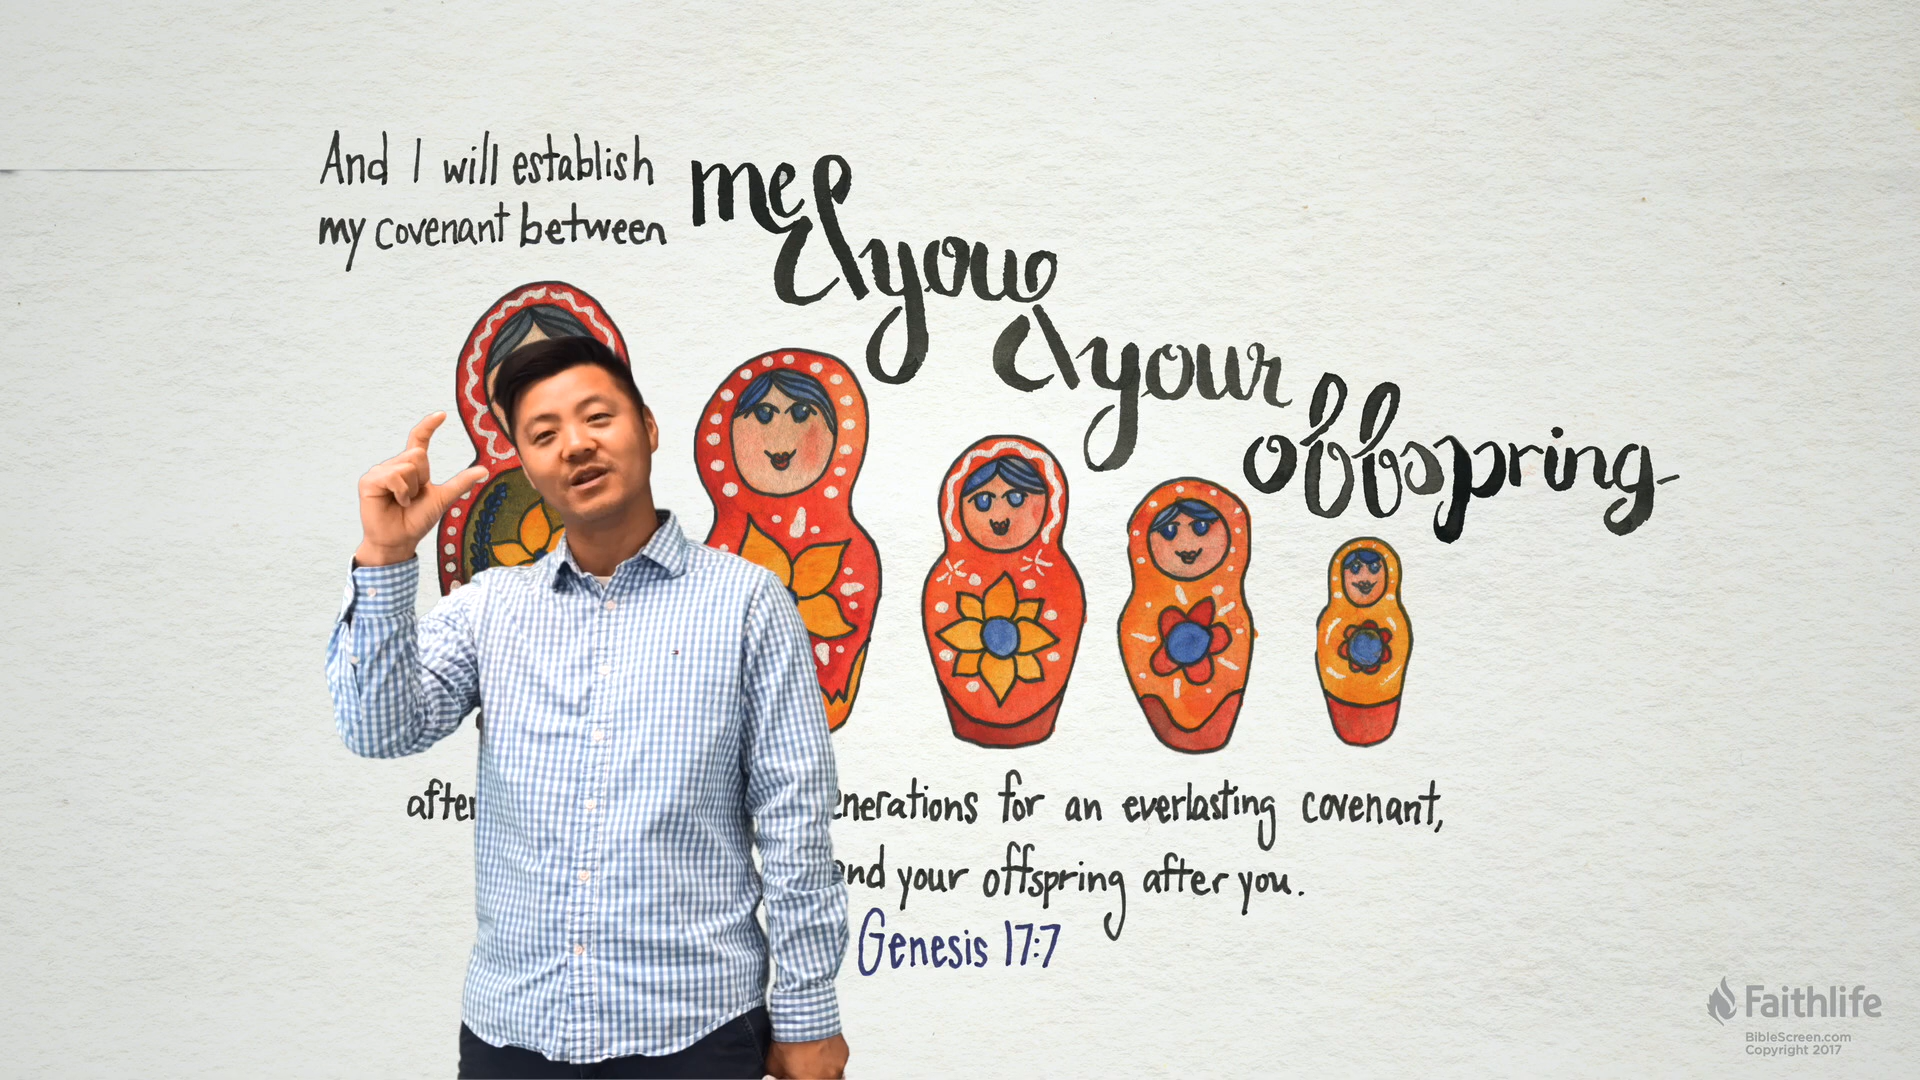 And I will establish
my covenant between
me & you
& your
offspring
after
enerations for an everlasting covenant,
and your offspring after you.
Genesis 17:7
Faithlife
BibleScreen.com
Copyright 2017